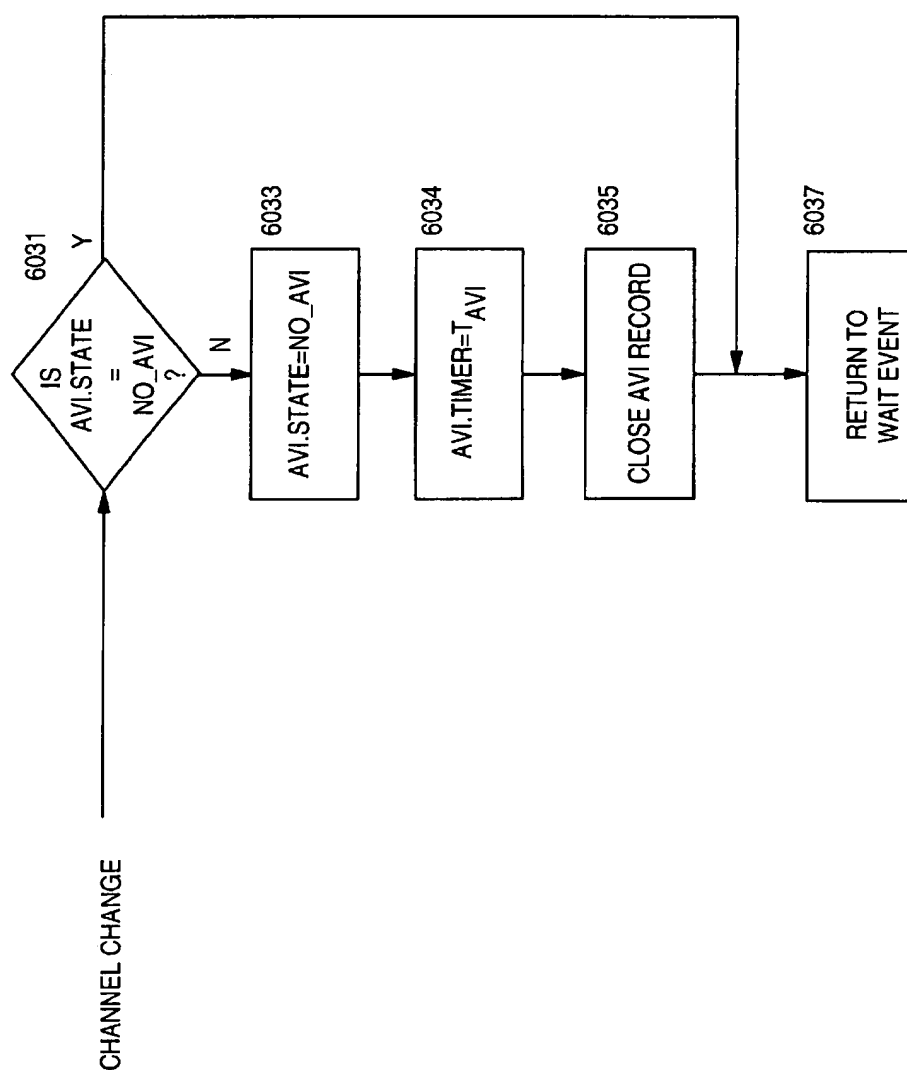 CHANNEL CHANGE
6031
IS
AVI.STATE
=
NO_AVI
?
Y
N
6033
AVI.STATE=NO_AVI
6034
AVI.TIMER=T_AVI
6035
CLOSE AVI RECORD
6037
RETURN TO
WAIT EVENT